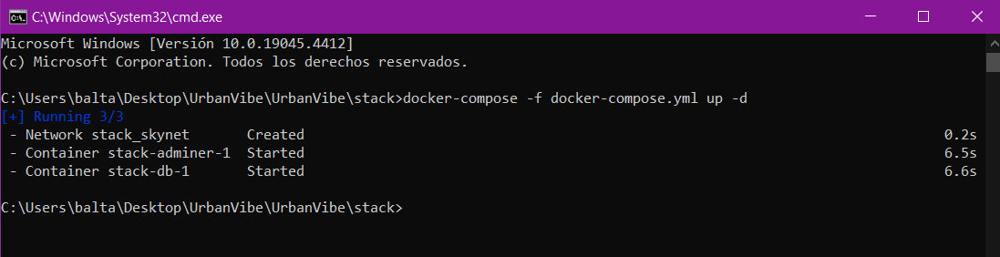 C:\Windows\System32\cmd.exe
Microsoft Windows [Versión 10.0.19045.4412]
(c) Microsoft Corporation. Todos los derechos reservados.
C:\Users\balta\Desktop\UrbanVibe\UrbanVibe\stack>docker-compose -f docker-compose.yml up -d
[+] Running 3/3
- Network stack_skynet Created 0.2s
- Container stack-adminer-1 Started 6.5s
- Container stack-db-1 Started 6.6s
C:\Users\balta\Desktop\UrbanVibe\UrbanVibe\stack>